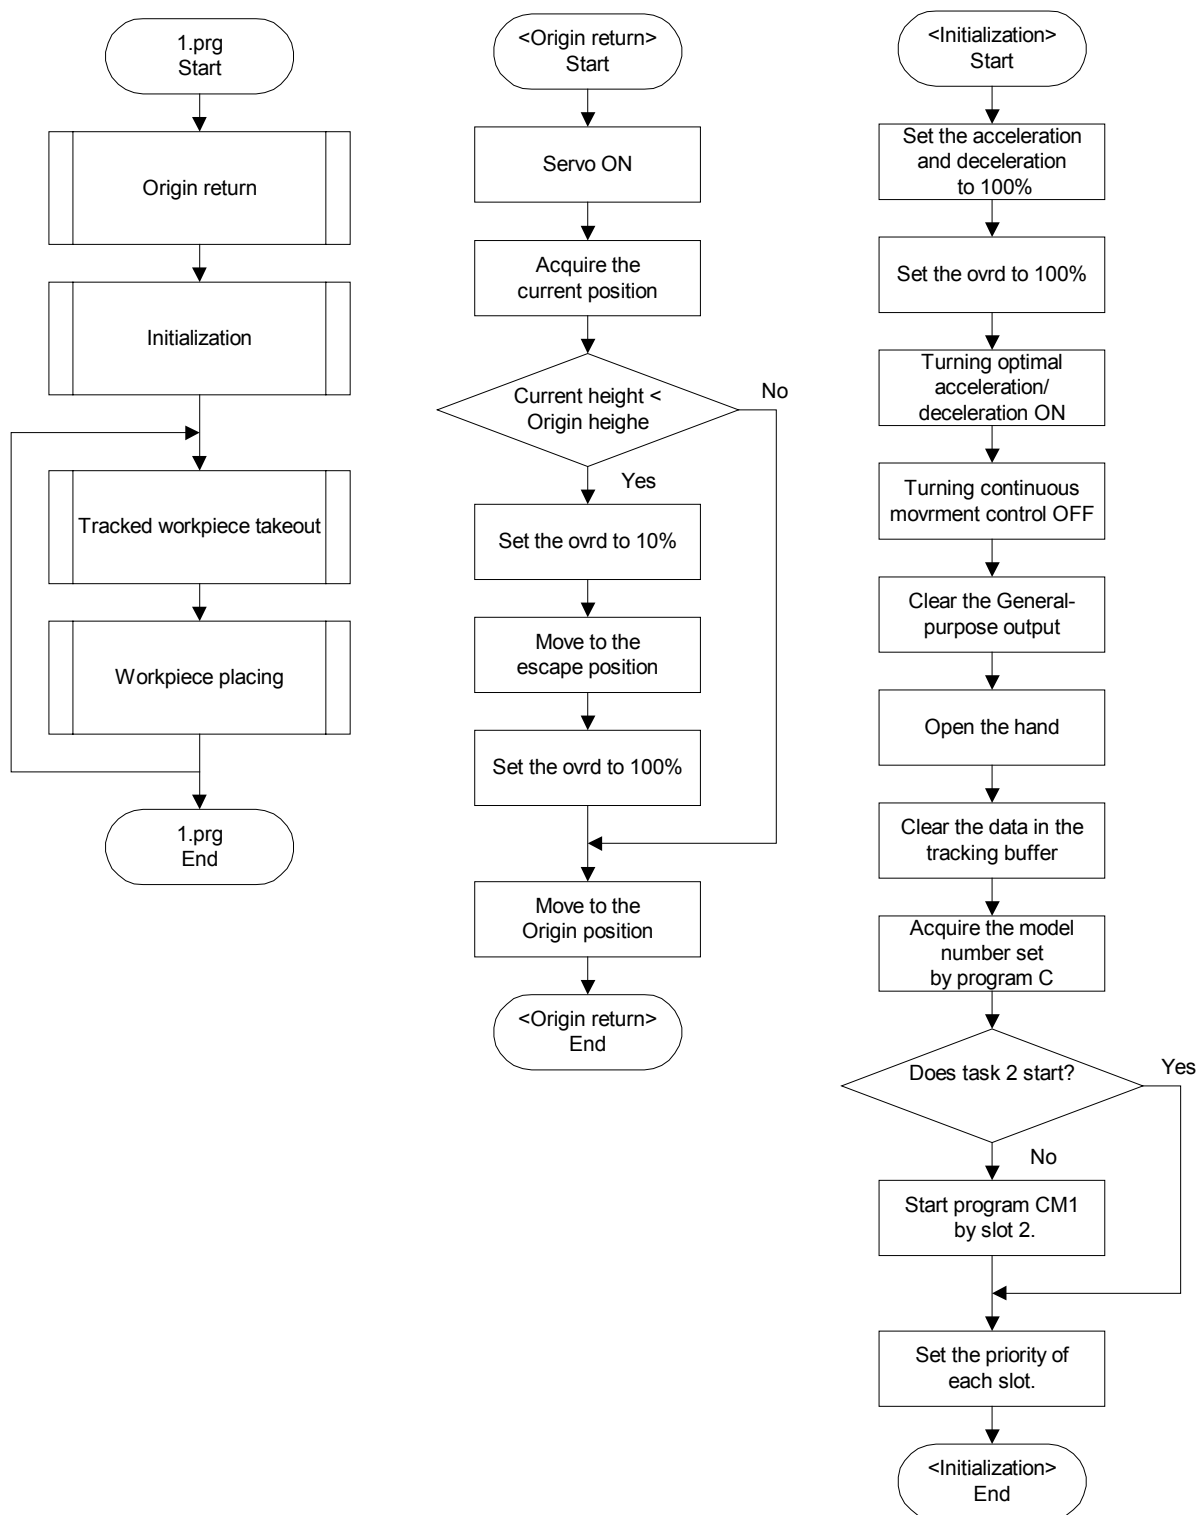 1.prg
Start
Origin return
Initialization
Tracked workpiece takeout
Workpiece placing
1.prg
End
<Origin return>
Start
Servo ON
Acquire the
current position
Current height <
Origin heighe
No
Yes
Set the ovrd to 10%
Move to the
escape position
Set the ovrd to 100%
Move to the
Origin position
<Origin return>
End
<Initialization>
Start
Set the acceleration
and deceleration
to 100%
Set the ovrd to 100%
Turning optimal
acceleration/
deceleration ON
Turning continuous
movrment control OFF
Clear the General-
purpose output
Open the hand
Clear the data in the
tracking buffer
Acquire the model
number set
by program C
Does task 2 start?
Yes
No
Start program CM1
by slot 2.
Set the priority of
each slot.
<Initialization>
End